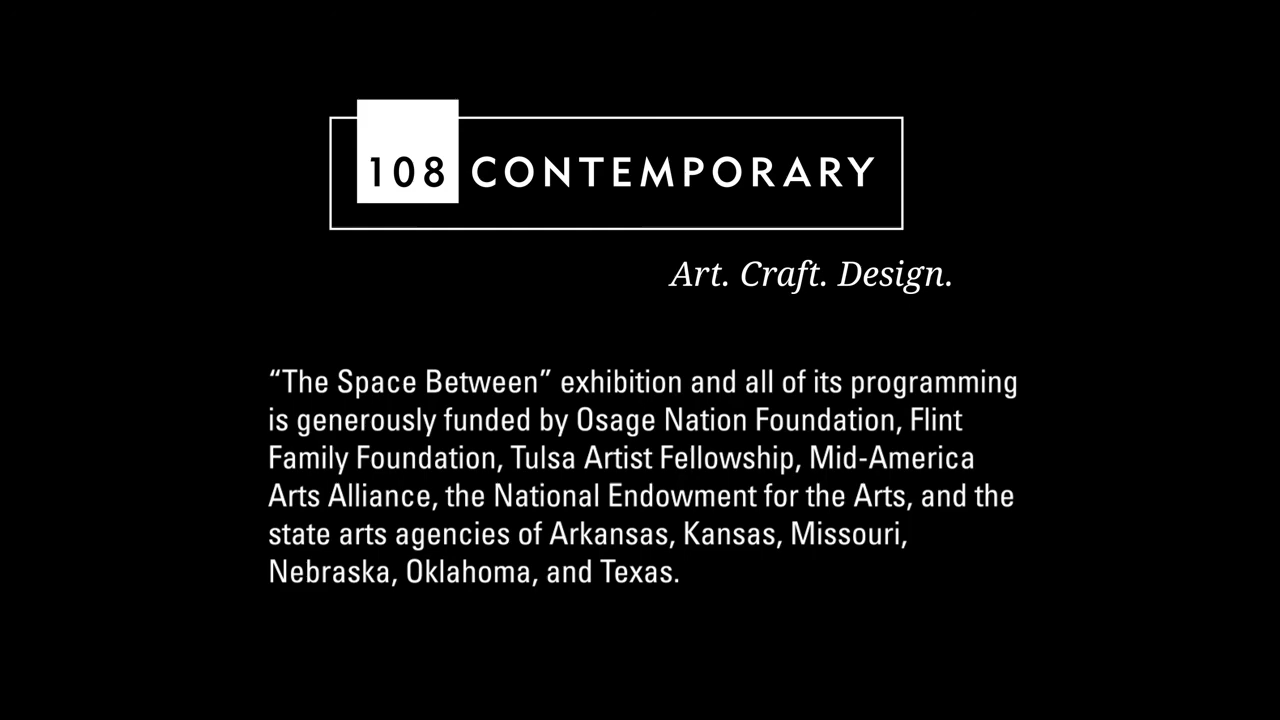 108 CONTEMPORARY
Art. Craft. Design.
“The Space Between” exhibition and all of its programming
is generously funded by Osage Nation Foundation, Flint
Family Foundation, Tulsa Artist Fellowship, Mid-America
Arts Alliance, the National Endowment for the Arts, and the
state arts agencies of Arkansas, Kansas, Missouri,
Nebraska, Oklahoma, and Texas.